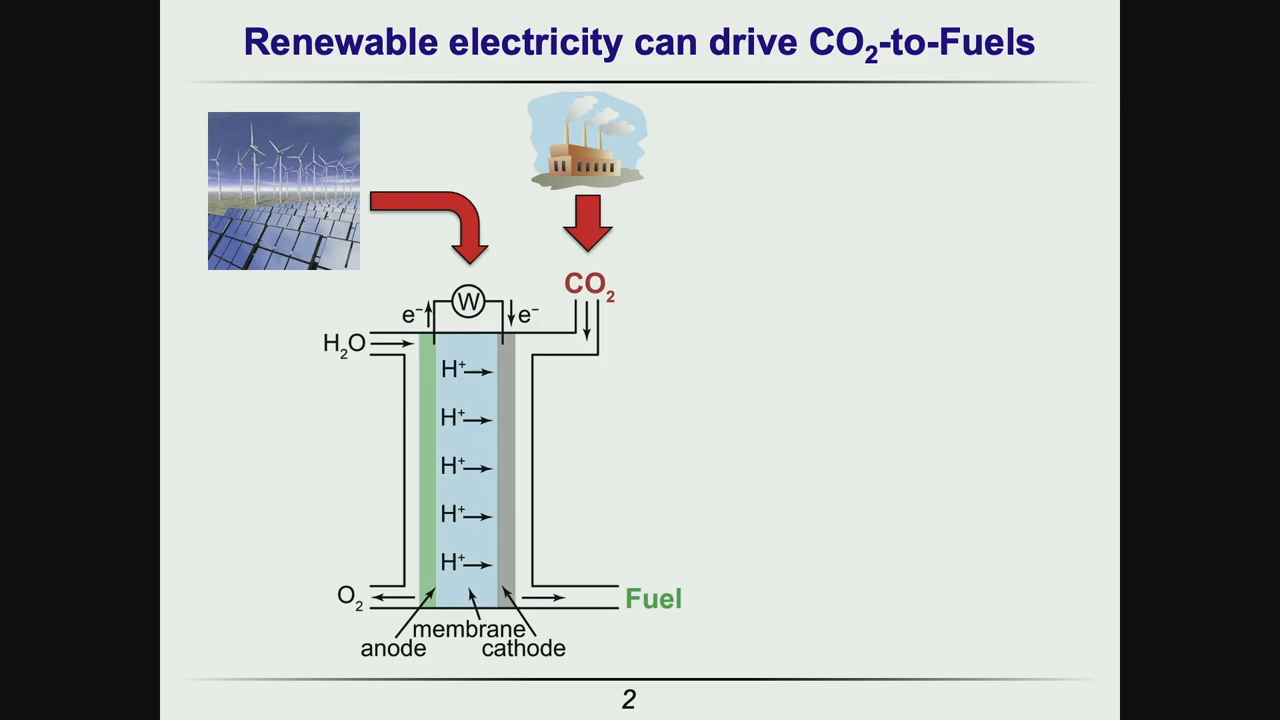 Renewable electricity can drive CO₂-to-Fuels
CO₂
W
e⁻
e⁻
H₂O
H⁺
H⁺
H⁺
H⁺
H⁺
O₂
Fuel
membrane
anode
cathode
2